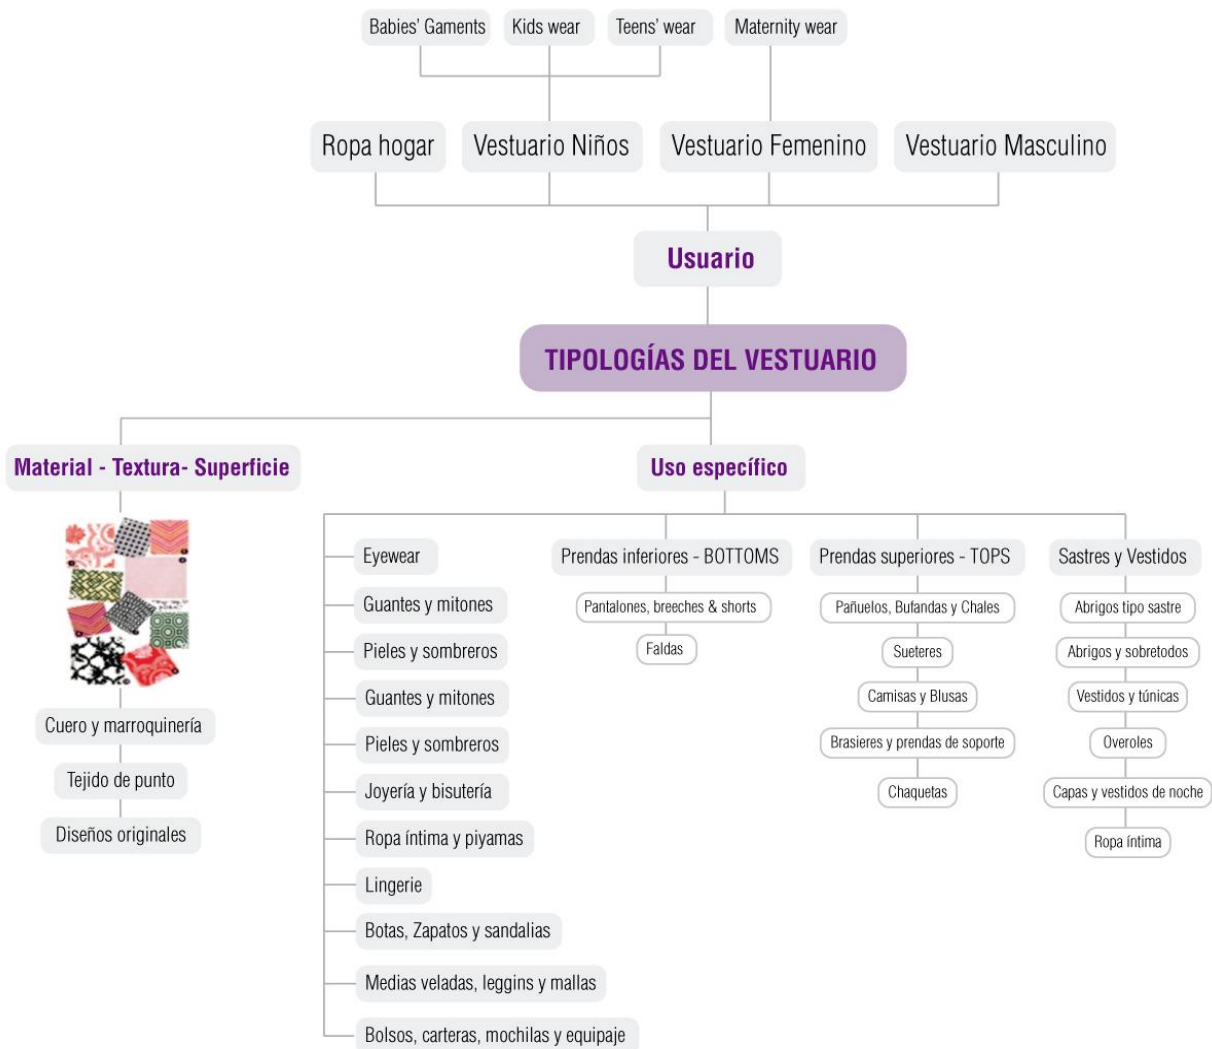 Babies' Gaments
Kids wear
Teens' wear
Maternity wear
Ropa hogar
Vestuario Niños
Vestuario Femenino
Vestuario Masculino
Usuario
TIPOLOGÍAS DEL VESTUARIO
Material - Textura- Superficie
Cuero y marroquinería
Tejido de punto
Diseños originales
Uso específico
Eyewear
Guantes y mitones
Pieles y sombreros
Guantes y mitones
Pieles y sombreros
Joyería y bisutería
Ropa íntima y piyamas
Lingerie
Botas, Zapatos y sandalias
Medias veladas, leggins y mallas
Bolsos, carteras, mochilas y equipaje
Prendas inferiores - BOTTOMS
Pantalones, breeches & shorts
Faldas
Prendas superiores - TOPS
Pañuelos, Bufandas y Chales
Sueteres
Camisas y Blusas
Brasieres y prendas de soporte
Chaquetas
Sastres y Vestidos
Abrigos tipo sastre
Abrigos y sobretodos
Vestidos y túnicas
Overoles
Capas y vestidos de noche
Ropa íntima